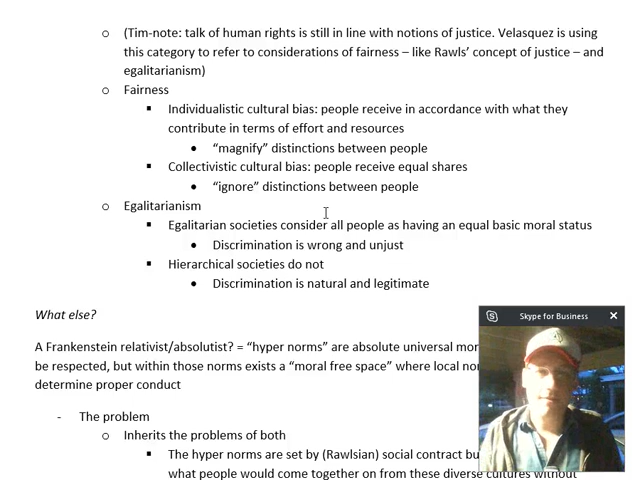 o (Tim-note: talk of human rights is still in line with notions of justice. Velasquez is using
this category to refer to considerations of fairness – like Rawls’ concept of justice – and
egalitarianism)
o Fairness
▪ Individualistic cultural bias: people receive in accordance with what they
contribute in terms of effort and resources
• “magnify” distinctions between people
▪ Collectivistic cultural bias: people receive equal shares
• “ignore” distinctions between people
o Egalitarianism
▪ Egalitarian societies consider all people as having an equal basic moral status
• Discrimination is wrong and unjust
▪ Hierarchical societies do not
• Discrimination is natural and legitimate
What else?
Skype for Business
A Frankenstein relativist/absolutist? = “hyper norms” are absolute universal
be respected, but within those norms exists a “moral free space” where local
determine proper conduct
- The problem
o Inherits the problems of both
▪ The hyper norms are set by (Rawlsian) social contract
what people would come together on from these diverse cultures without